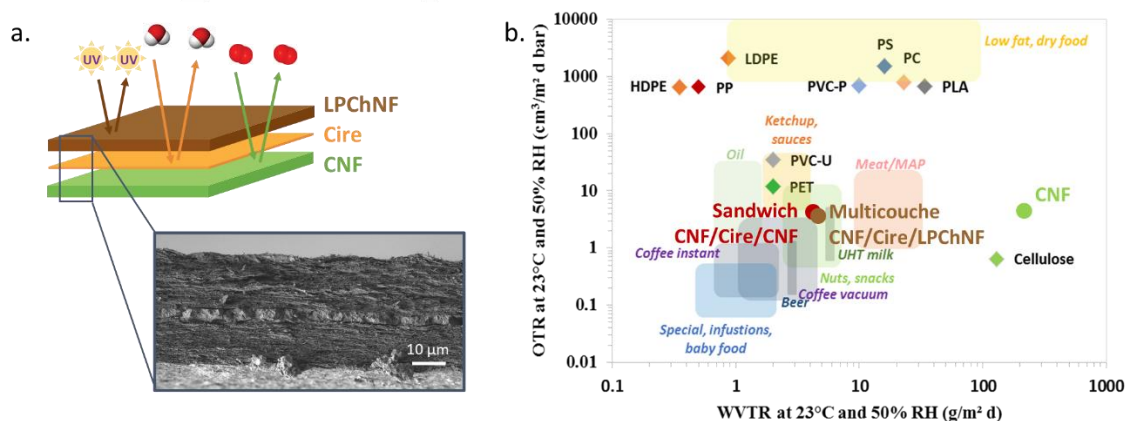 a.
UV UV
LPChNF
Cire
CNF
10 μm
b.
OTR at 23°C and 50% RH (cm³/m² d bar)
10000
1000
100
10
1
0.1
0.01
0.1
1
10
100
1000
WVTR at 23°C and 50% RH (g/m² d)
Low fat, dry food
PS
PC
LDPE
HDPE
PP
PVC-P
PLA
Ketchup,
sauces
Oil
PVC-U
Meat/MAP
PET
CNF
Sandwich
CNF/Cire/CNF
Multicouche
CNF/Cire/LPChNF
Coffee instant
UHT milk
Cellulose
Nuts, snacks
Coffee vacuum
Beer
Special, infustions,
baby food